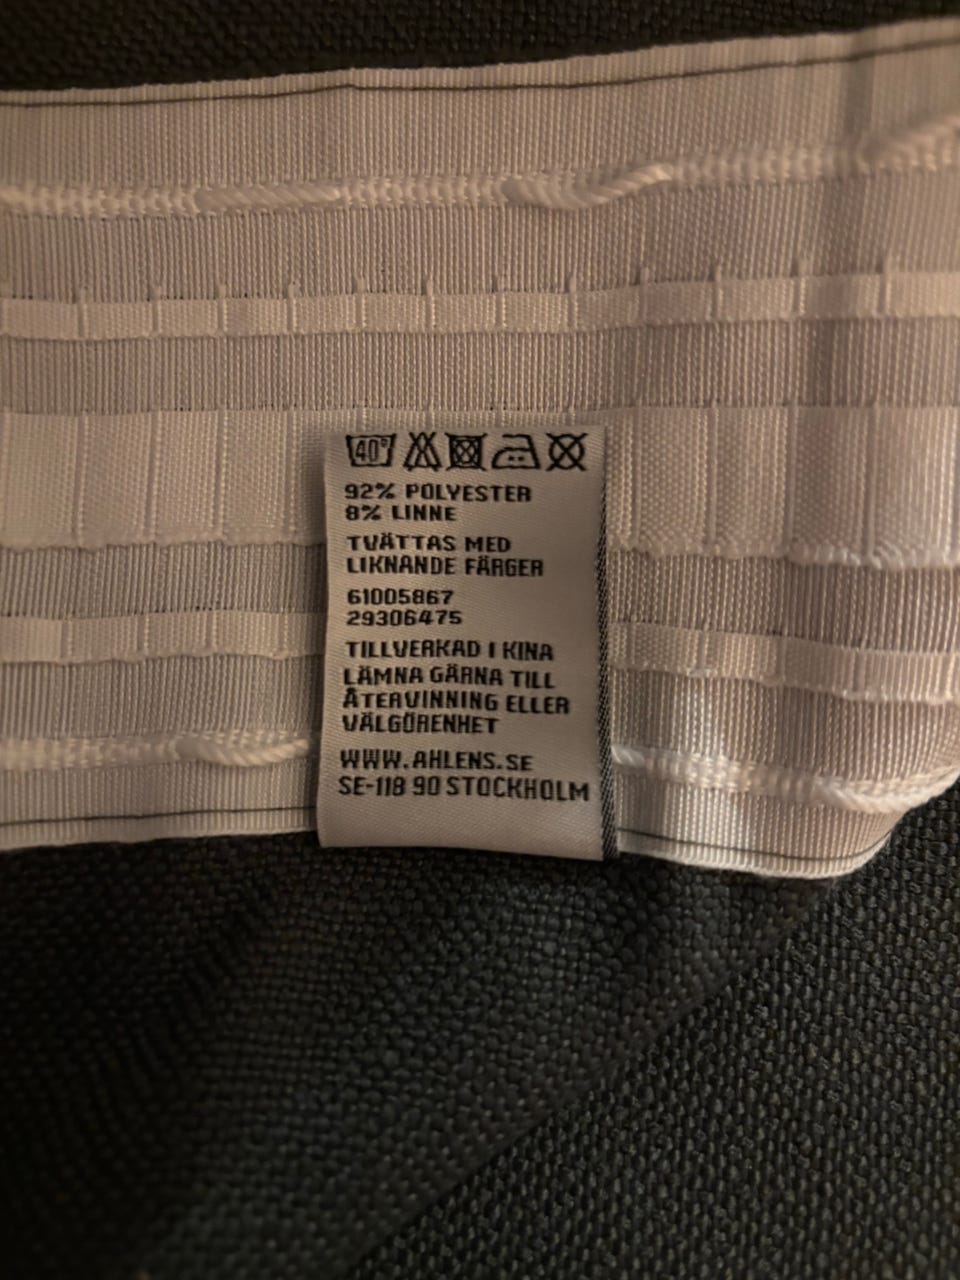 40°
92% POLYESTER
8% LINNE
TVÄTTAS MED
LIKNANDE FÄRGER
61005867
29306475
TILLVERKAD I KINA
LÄMNA GÄRNA TILL
ÅTERVINNING ELLER
VÄLGÖRENHET
WWW.AHLENS.SE
SE-118 90 STOCKHOLM